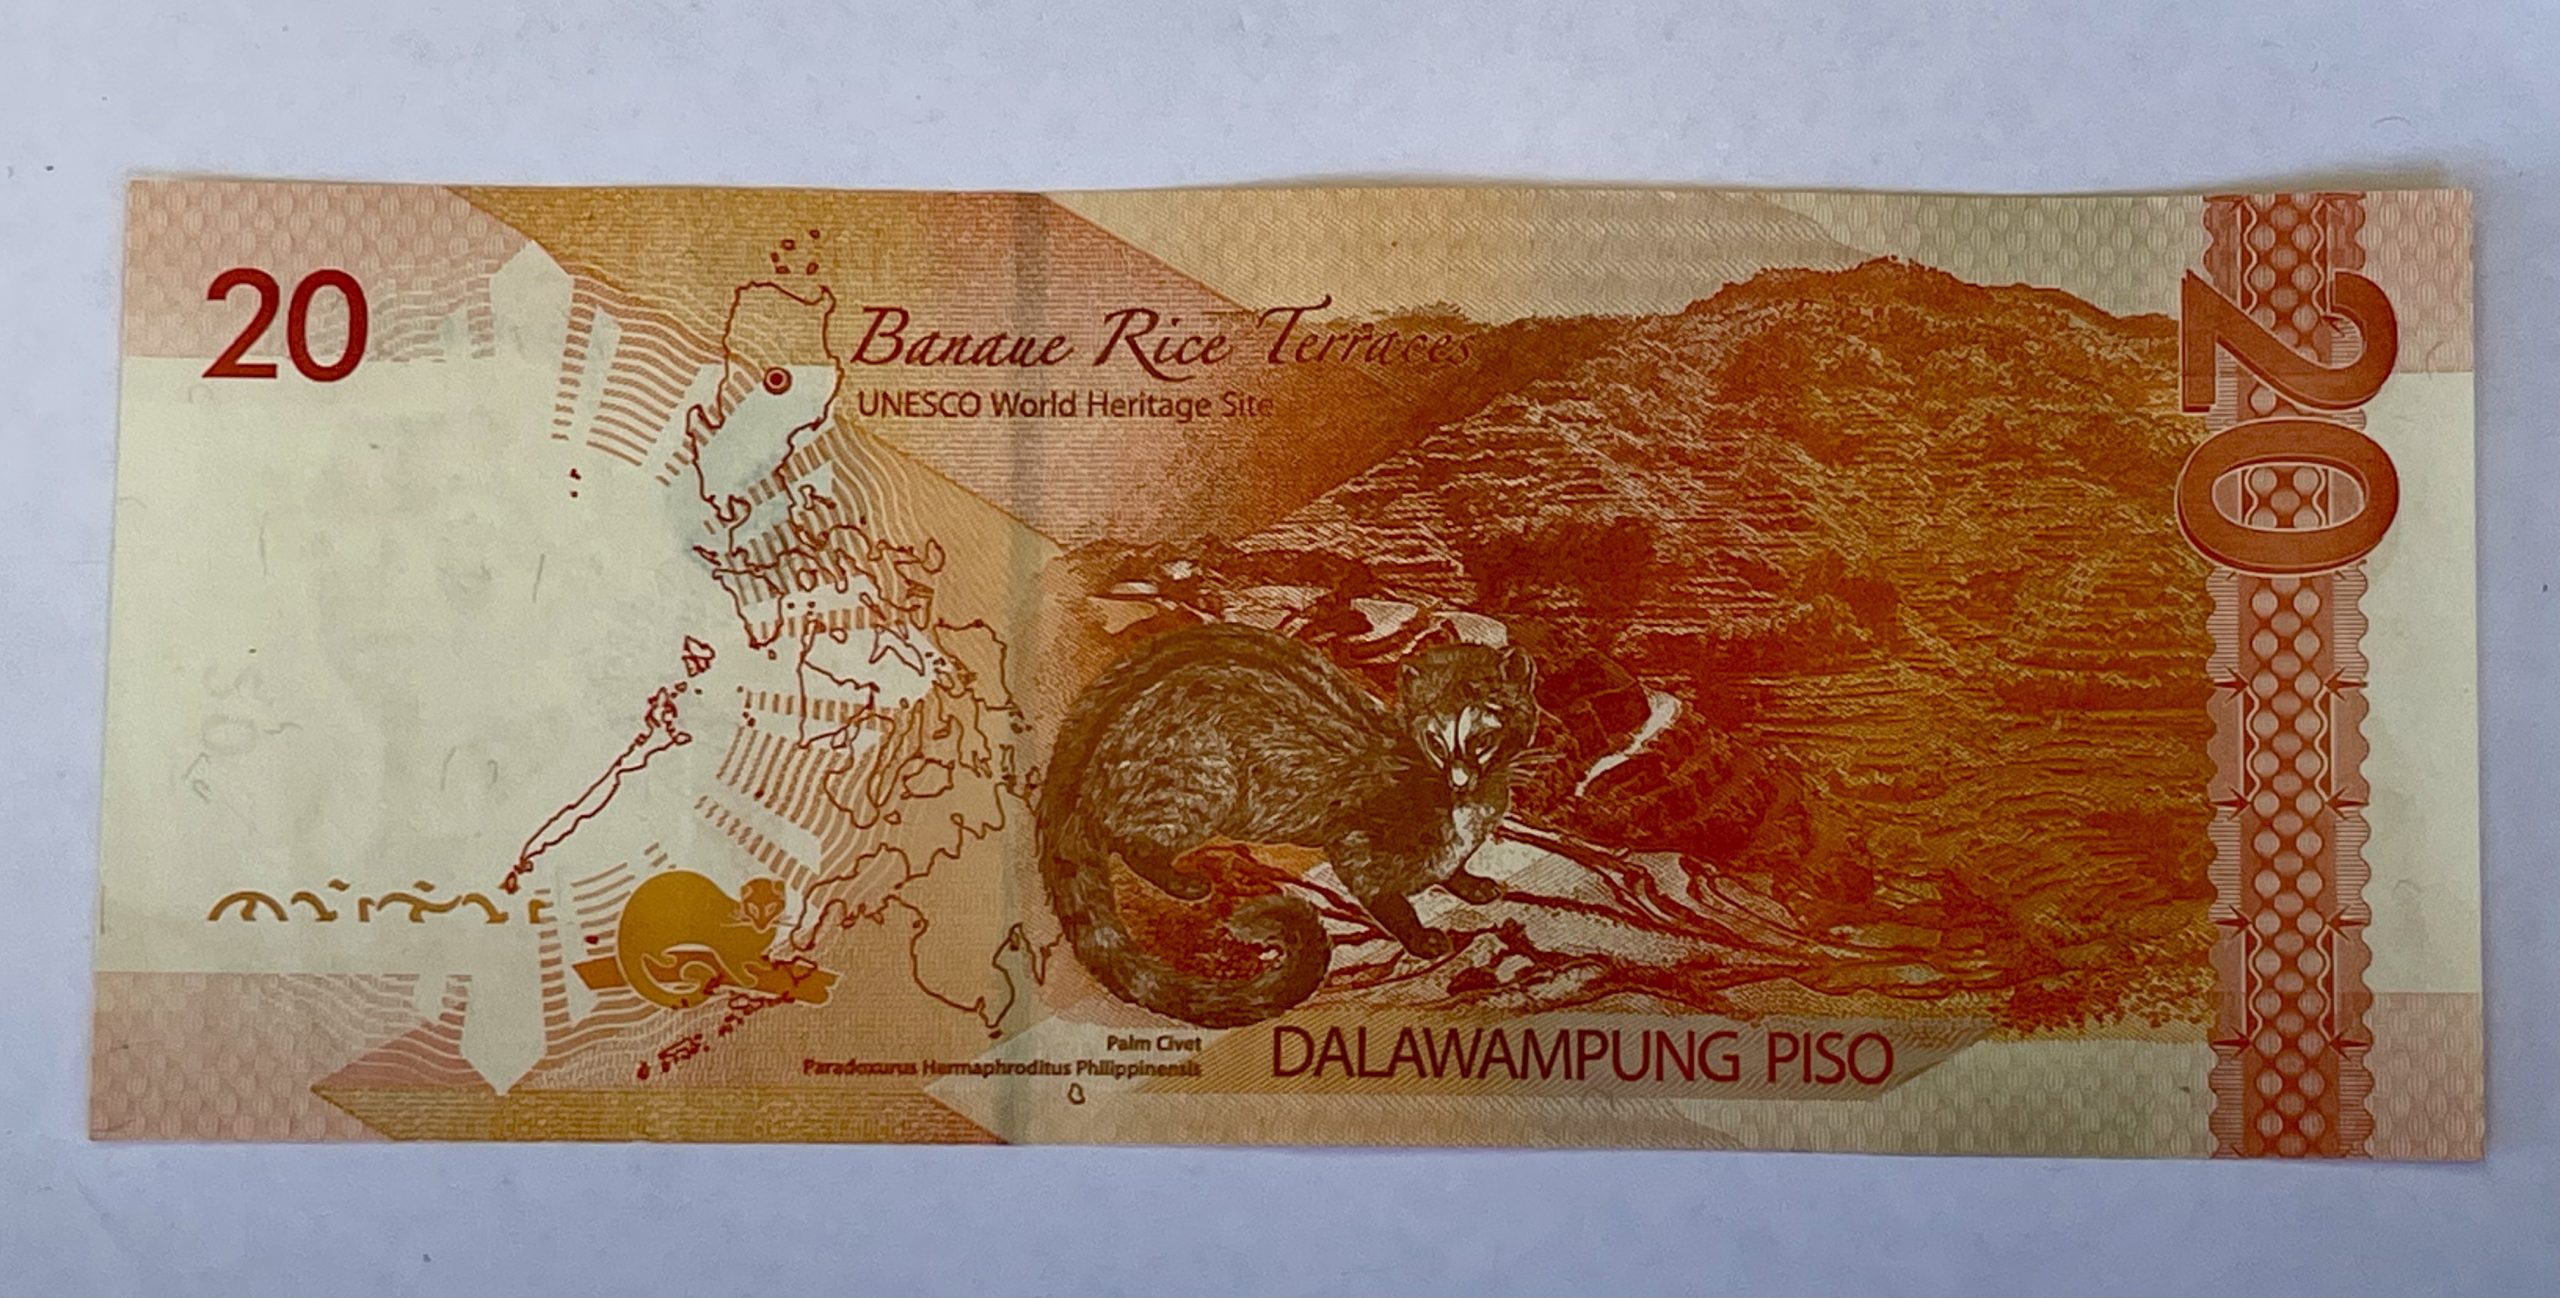 20
Banaue Rice Terraces
UNESCO World Heritage Site
20
Palm Civet
Paradoxurus Hermaphroditus Philippinensis
DALAWAMPUNG PISO